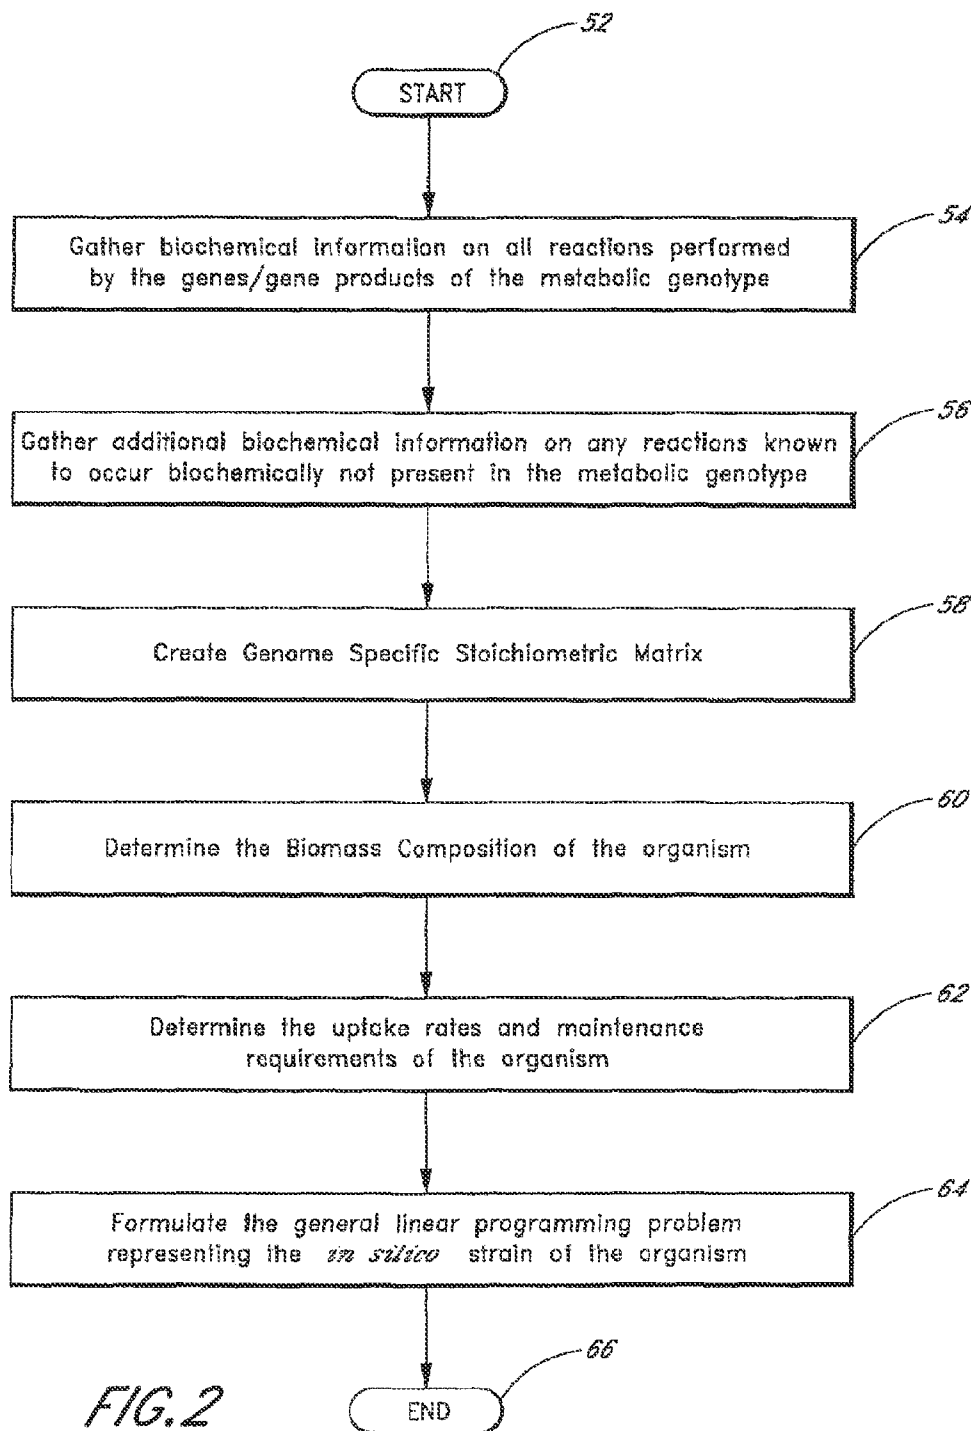 52
START
54
Gather biochemical information on all reactions performed
by the genes/gene products of the metabolic genotype
56
Gather additional biochemical information on any reactions known
to occur biochemically not present in the metabolic genotype
58
Create Genome Specific Stoichiometric Matrix
60
Determine the Biomass Composition of the organism
62
Determine the uptake rates and maintenance
requirements of the organism
64
Formulate the general linear programming problem
representing the in silico strain of the organism
66
END
FIG. 2